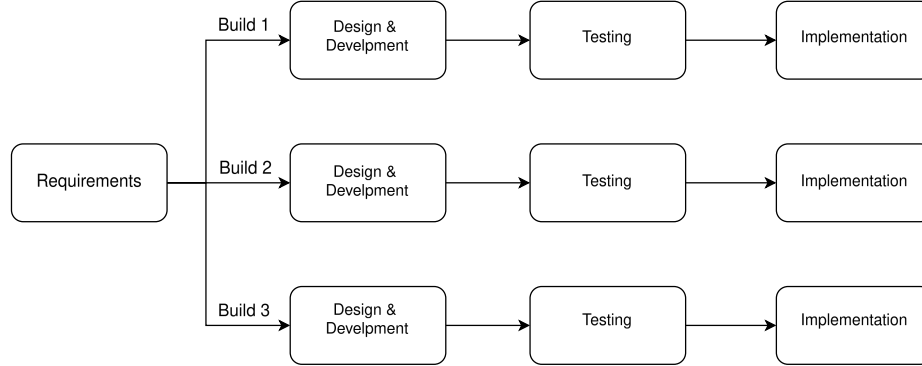 Build 1
Design &
Develpment
Testing
Implementation
Requirements
Build 2
Design &
Develpment
Testing
Implementation
Build 3
Design &
Develpment
Testing
Implementation